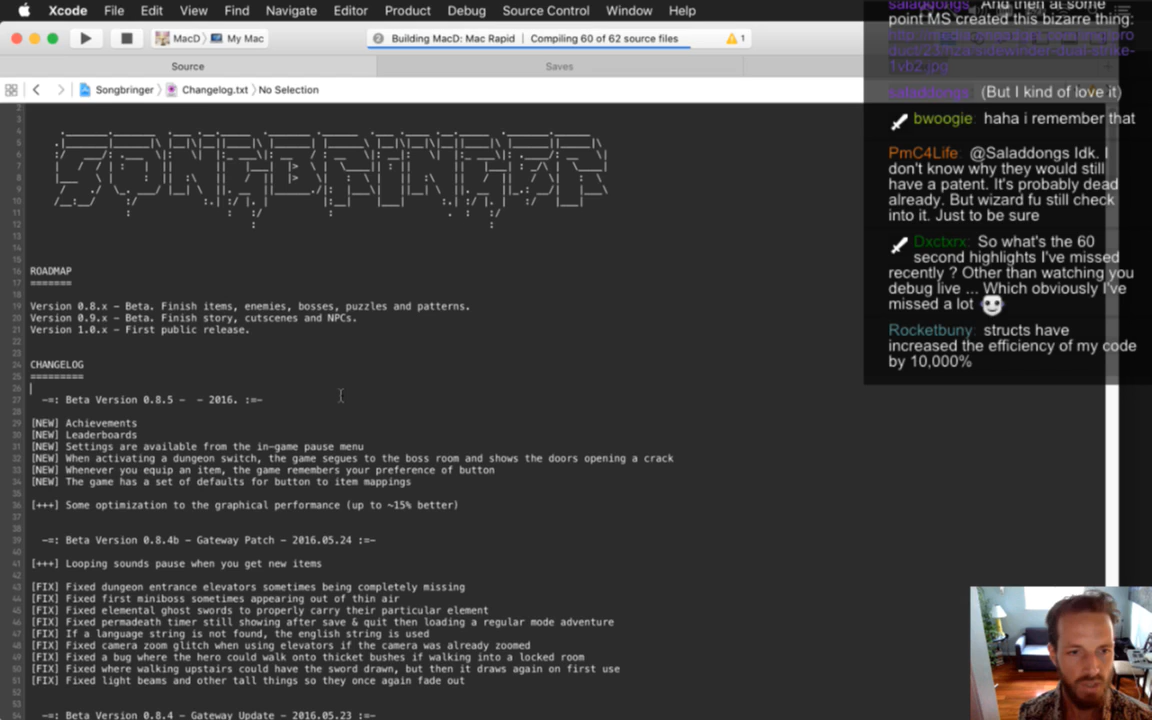 Xcode File Edit View Find Navigate Editor Product Debug Source Control Window Help
MacD 〉 My Mac
Building MacD: Mac Rapid | Compiling 60 of 62 source files
1
Source
Saves
Songbringer 〉 Changelog.txt 〉 No Selection
ROADMAP
=======
Version 0.8.x – Beta. Finish items, enemies, bosses, puzzles and patterns.
Version 0.9.x – Beta. Finish story, cutscenes and NPCs.
Version 1.0.x – First public release.
CHANGELOG
=========
-=: Beta Version 0.8.5 - - 2016. :=-
[NEW] Achievements
[NEW] Leaderboards
[NEW] Settings are available from the in-game pause menu
[NEW] When activating a dungeon switch, the game segues to the boss room and shows the doors opening a crack
[NEW] Whenever you equip an item, the game remembers your preference of button
[NEW] The game has a set of defaults for button to item mappings
[+++] Some optimization to the graphical performance (up to ~15% better)
-=: Beta Version 0.8.4b - Gateway Patch - 2016.05.24 :=-
[+++] Looping sounds pause when you get new items
[FIX] Fixed dungeon entrance elevators sometimes being completely missing
[FIX] Fixed first miniboss sometimes appearing out of thin air
[FIX] Fixed elemental ghost swords to properly carry their particular element
[FIX] Fixed permadeath timer still showing after save & quit then loading a regular mode adventure
[FIX] If a language string is not found, the english string is used
[FIX] Fixed camera zoom glitch when using elevators if the camera was already zoomed
[FIX] Fixed a bug where the hero could walk onto thicket bushes if walking into a locked room
[FIX] Fixed where walking upstairs could have the sword drawn, but then it draws again on first use
[FIX] Fixed light beams and other tall things so they once again fade out
-=: Beta Version 0.8.4 - Gateway Update - 2016.05.23 :=-
saladdongs: And then at some
point MS created this bizarre thing:
saladdongs: (But I kind of love it)
bwoogie: haha i remember that
PmC4Life: @Saladdongs Idk. I
don't know why they would still
have a patent. It's probably dead
already. But wizard fu still check
into it. Just to be sure
Dxctxrx: So what's the 60
second highlights I've missed
recently ? Other than watching you
debug live ... Which obviously I've
missed a lot
Rocketbuny: structs have
increased the efficiency of my code
by 10,000%